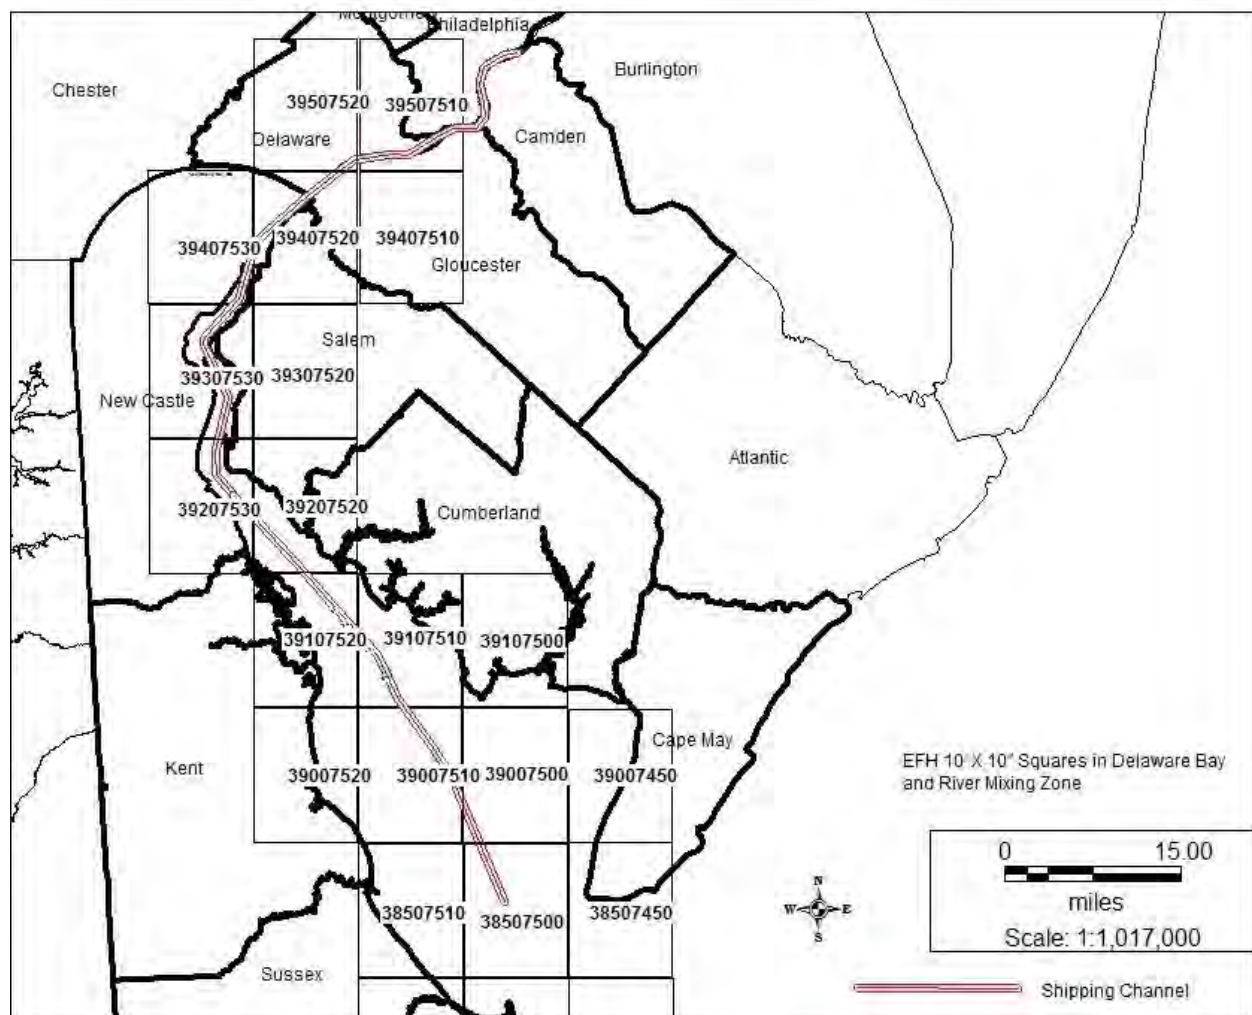 Montgomery
Philadelphia
Burlington
Chester
39507520
39507510
Delaware
Camden
39407530
39407520
39407510
Gloucester
Salem
39307530
39307520
New Castle
Atlantic
39207530
39207520
Cumberland
39107520
39107510
39107500
Cape May
Kent
39007520
39007510
39007500
39007450
EFH 10' X 10" Squares in Delaware Bay
and River Mixing Zone
0 15.00
miles
Scale: 1:1,017,000
N
W E
S
38507510
38507500
38507450
Sussex
Shipping Channel